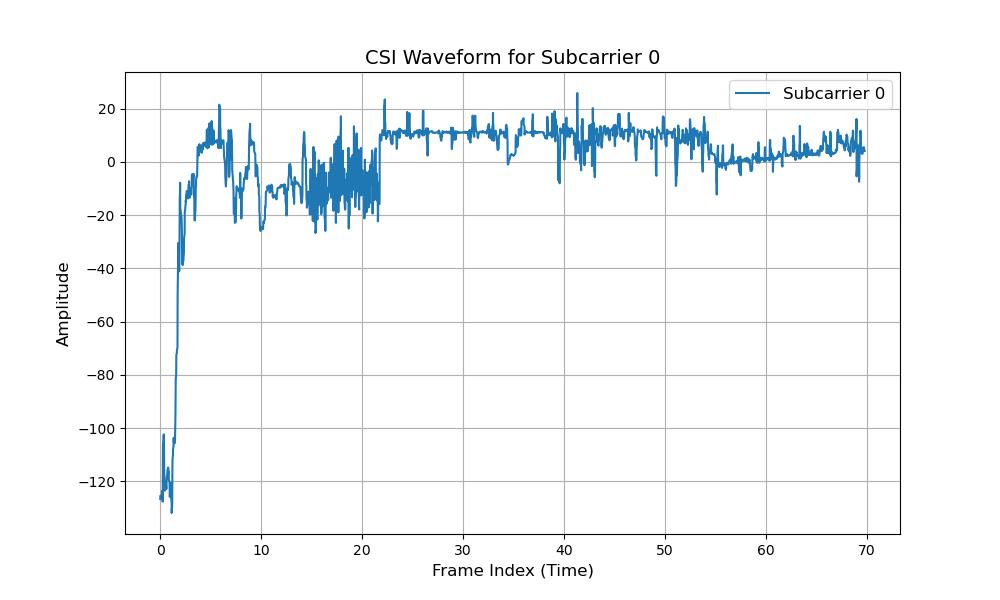 CSI Waveform for Subcarrier 0
Subcarrier 0
Amplitude
20
0
−20
−40
−60
−80
−100
−120
0 10 20 30 40 50 60 70
Frame Index (Time)